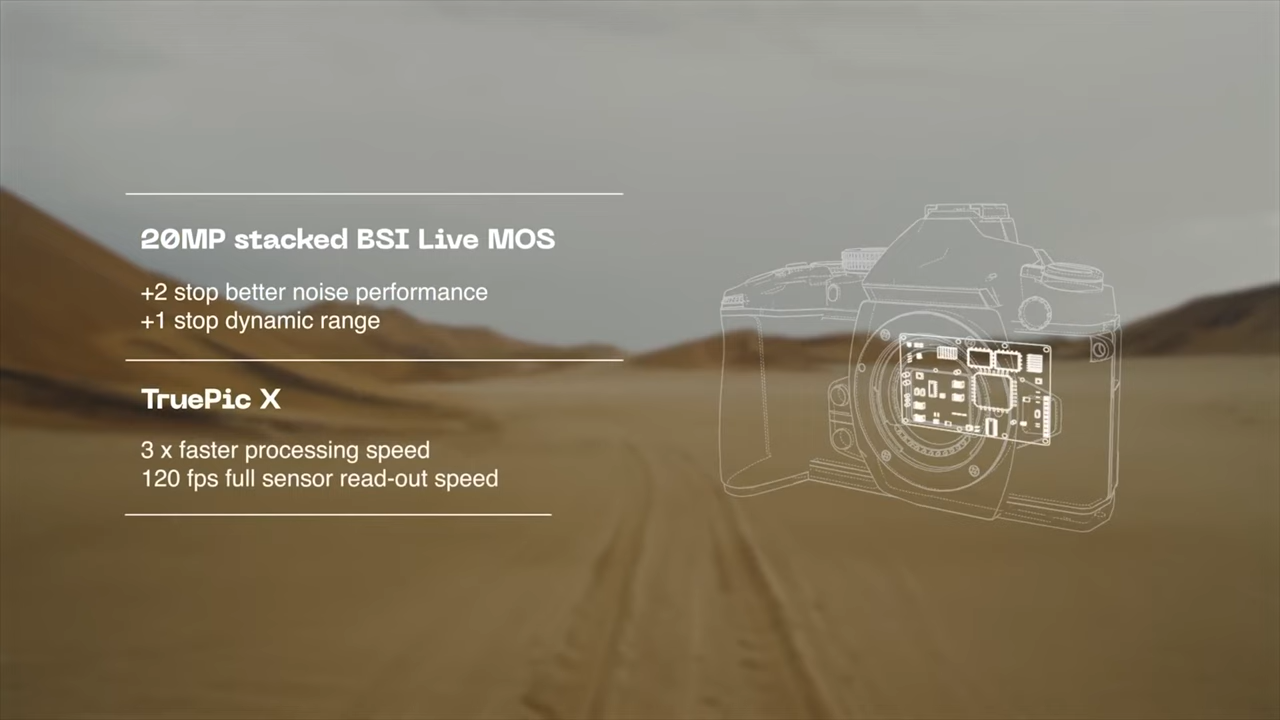 20MP stacked BSI Live MOS
+2 stop better noise performance
+1 stop dynamic range
TruePic X
3 x faster processing speed
120 fps full sensor read-out speed